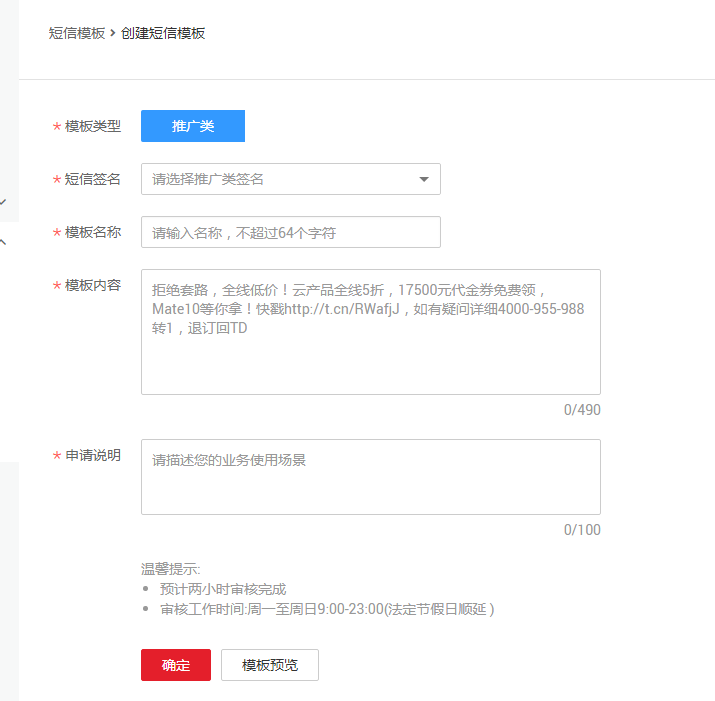 短信模板 > 创建短信模板
* 模板类型 推广类
* 短信签名 请选择推广类签名
* 模板名称 请输入名称，不超过64个字符
* 模板内容 拒绝套路，全线低价！云产品全线5折，17500元代金券免费领，
Mate10等你拿！快戳http://t.cn/RWafjJ，如有疑问详细4000-955-988
转1，退订回TD
0/490
* 申请说明 请描述您的业务使用场景
0/100
温馨提示:
• 预计两小时审核完成
• 审核工作时间:周一至周日9:00-23:00(法定节假日顺延）
确定 模板预览